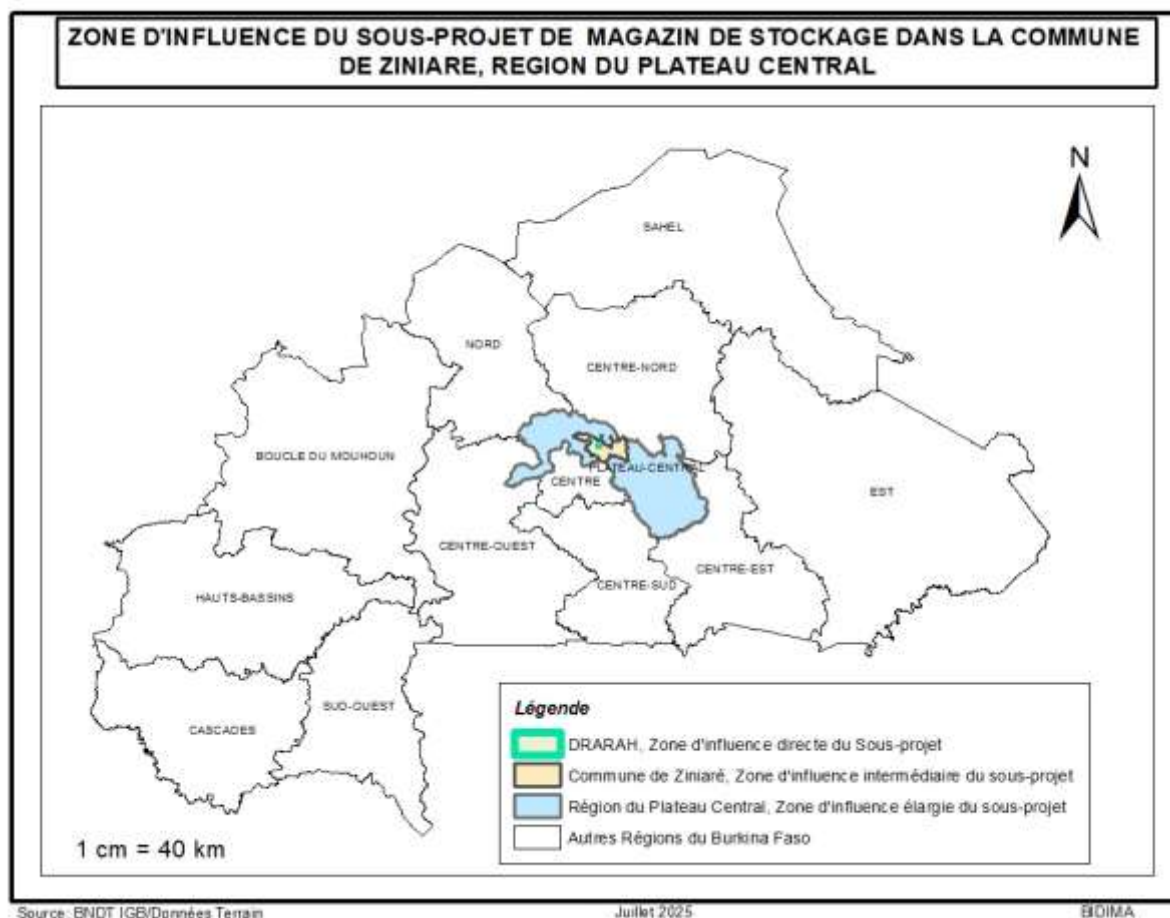 ZONE D'INFLUENCE DU SOUS-PROJET DE MAGAZIN DE STOCKAGE DANS LA COMMUNE
DE ZINIARE, REGION DU PLATEAU CENTRAL
N
SAHEL
NORD
CENTRE-NORD
BOUCLE DU MOUHOUN
PLATEAU-CENTRAL
CENTRE
EST
CENTRE-OUEST
CENTRE-EST
CENTRE-SUD
HAUTS-BASSINS
SUD-OUEST
CASCADES
Légende
DRARAH, Zone d'influence directe du Sous-projet
Commune de Ziniaré, Zone d'influence intermédiaire du sous-projet
Région du Plateau Central, Zone d'influence élargie du sous-projet
Autres Régions du Burkina Faso
1 cm = 40 km
Source: BNDT IGB/Données Terrain
Juillet 2025
BIDIMA